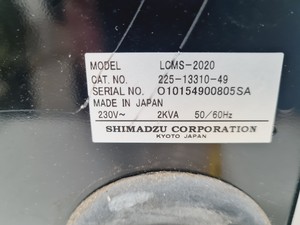 MODEL LCMS-2020
CAT. NO. 225-13310-49
SERIAL NO. O10154900805SA
MADE IN JAPAN
230V~ 2KVA 50/60Hz
SHIMADZU CORPORATION
KYOTO JAPAN